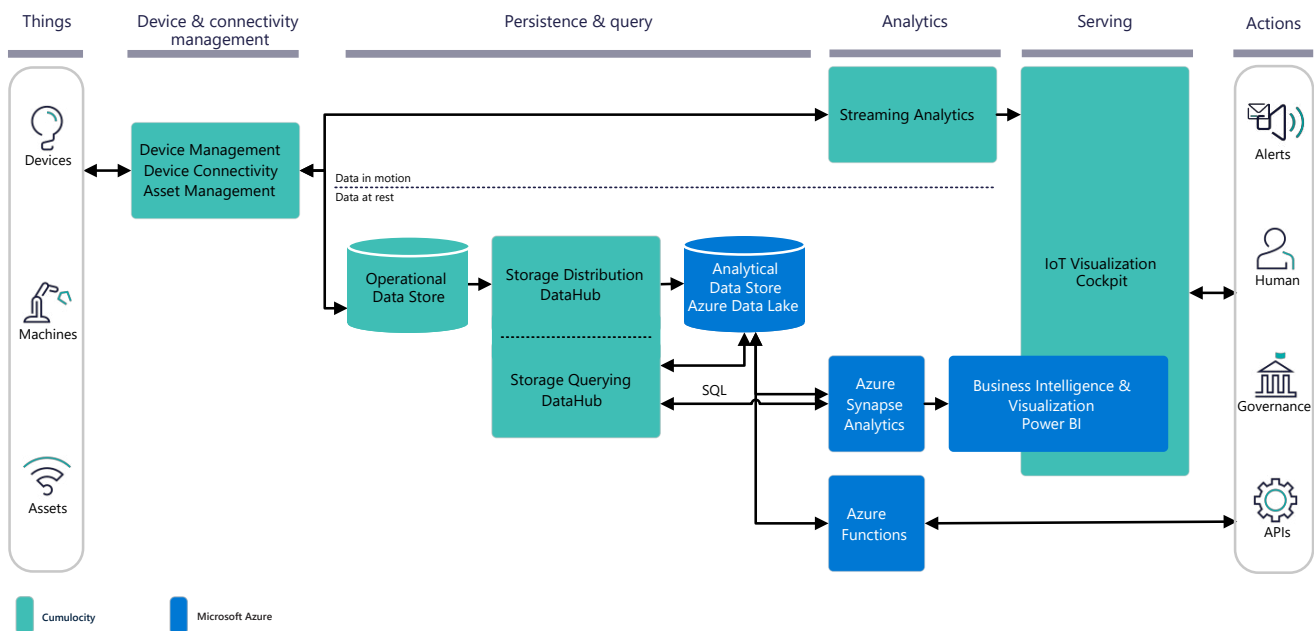 Things
Device & connectivity
management
Persistence & query
Analytics
Serving
Actions
Devices
Machines
Assets
Device Management
Device Connectivity
Asset Management
Data in motion
Data at rest
Streaming Analytics
Operational
Data Store
Storage Distribution
DataHub
Storage Querying
DataHub
Analytical
Data Store
Azure Data Lake
SQL
Azure
Synapse
Analytics
Azure
Functions
IoT Visualization
Cockpit
Business Intelligence &
Visualization
Power BI
Alerts
Human
Governance
APIs
Cumulocity
Microsoft Azure